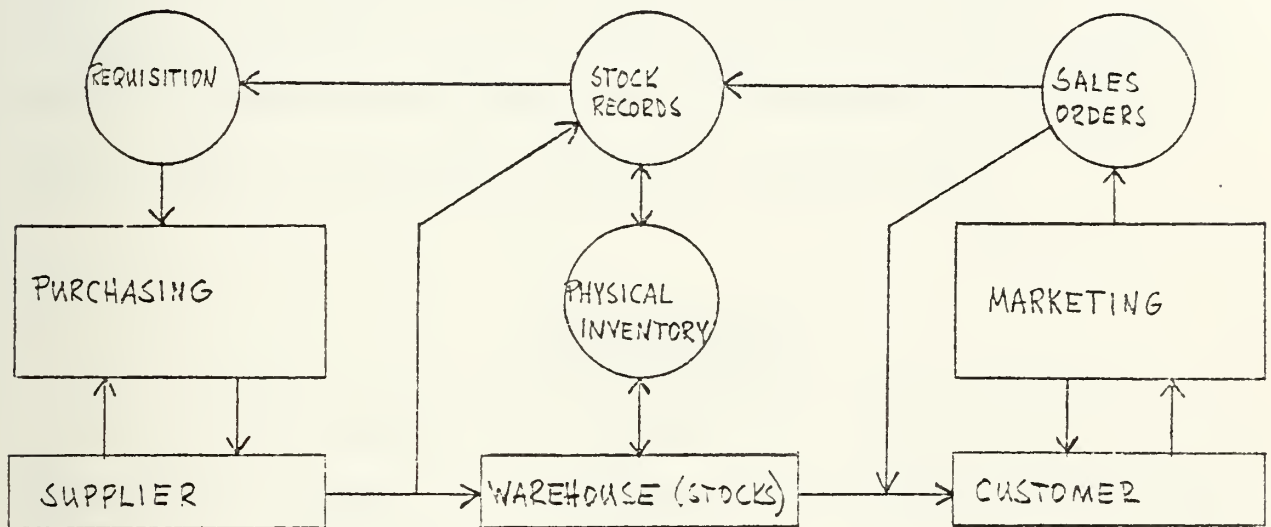 REQUISITION
STOCK
RECORDS
SALES
ORDERS
PURCHASING
PHYSICAL
INVENTORY
MARKETING
SUPPLIER
WAREHOUSE (STOCKS)
CUSTOMER